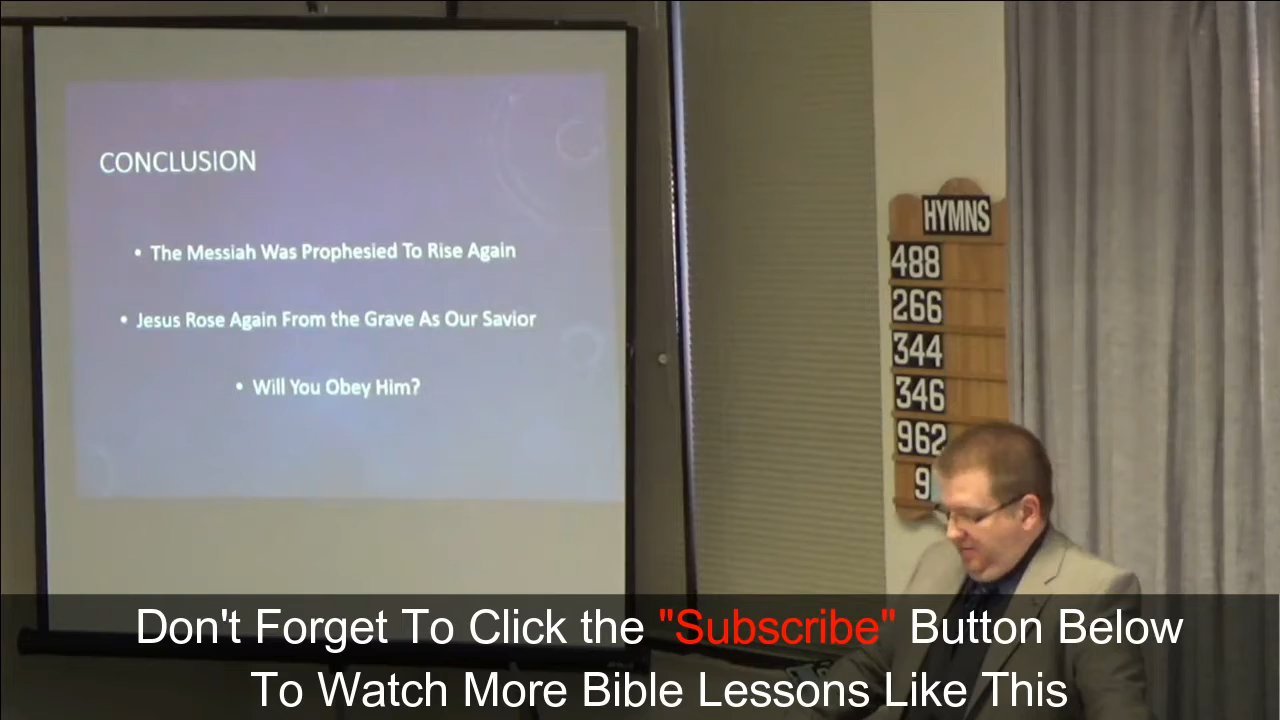 CONCLUSION
• The Messiah Was Prophesied To Rise Again
• Jesus Rose Again From the Grave As Our Savior
• Will You Obey Him?
HYMNS
488
266
344
346
962
9
Don't Forget To Click the "Subscribe" Button Below
To Watch More Bible Lessons Like This